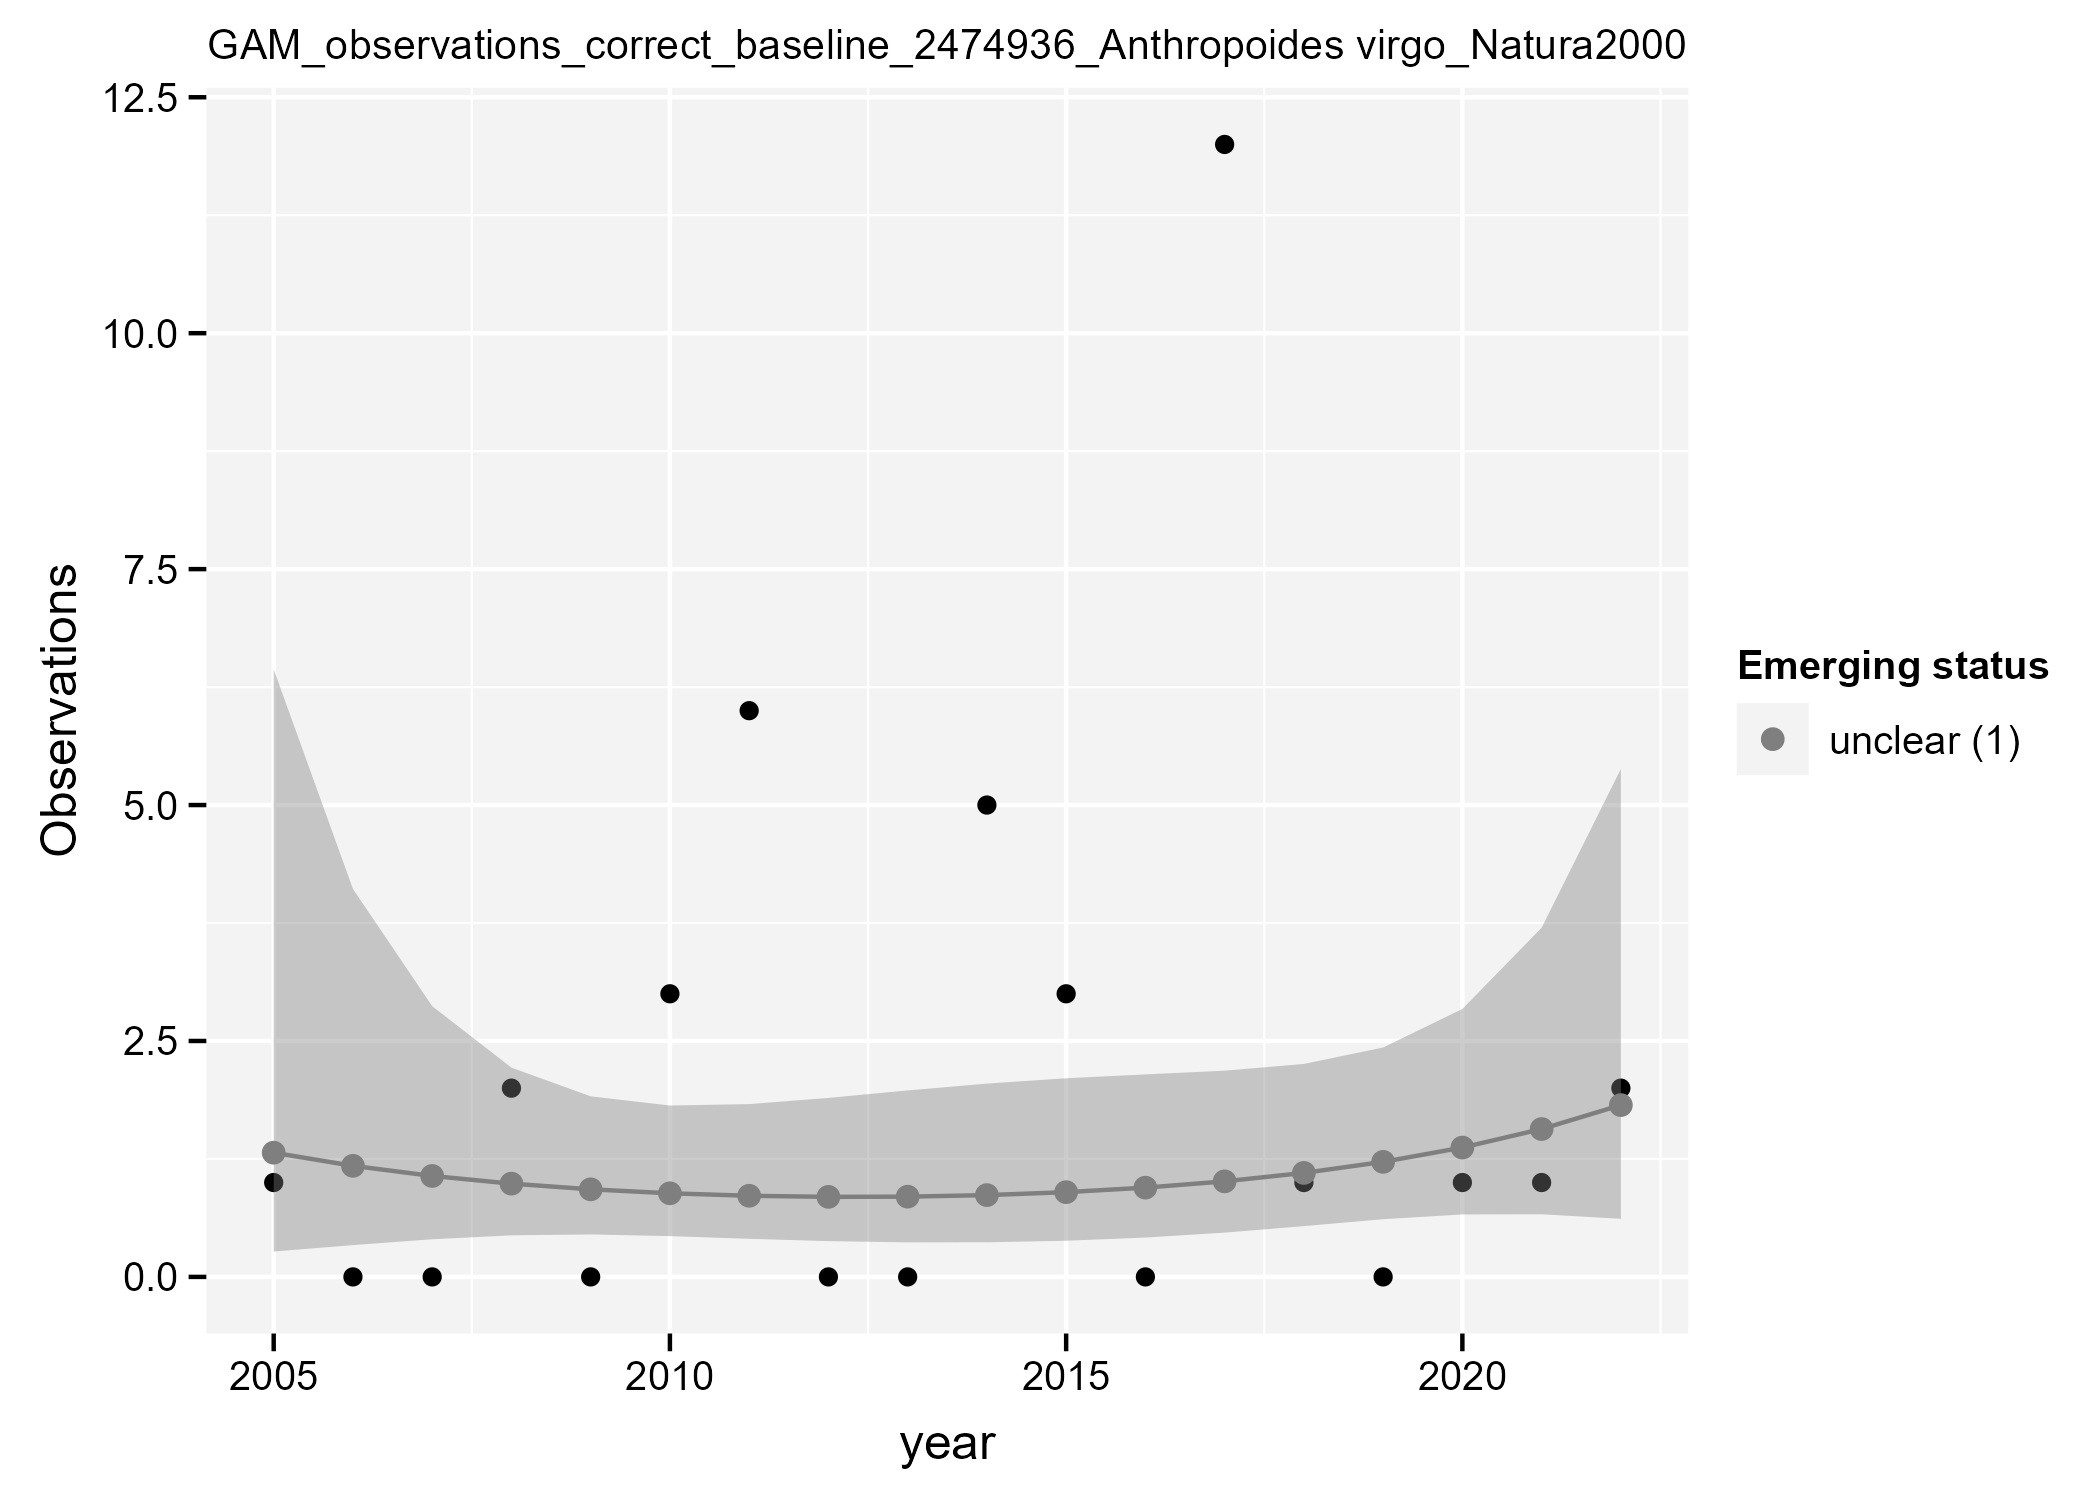 GAM_observations_correct_baseline_2474936_Anthropoides virgo_Natura2000
12.5
10.0
7.5
5.0
2.5
0.0
Observations
2005
2010
2015
2020
year
Emerging status
unclear (1)